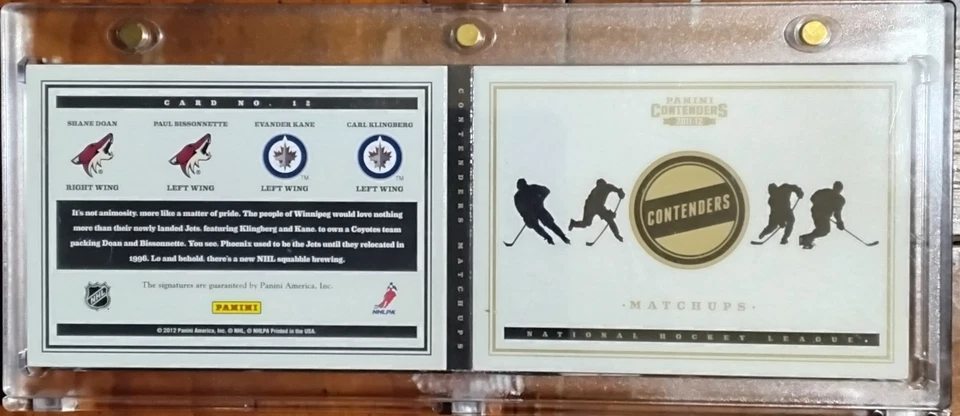 CARD NO. 12
SHANE DOAN PAUL BISSONNETTE EVANDER KANE CARL KLINGBERG
TM TM
RIGHT WING LEFT WING LEFT WING LEFT WING
It's not animosity, more like a matter of pride. The people of Winnipeg would love nothing
more than their newly landed Jets, featuring Klingberg and Kane, to own a Coyotes team
packing Doan and Bissonnette. You see, Phoenix used to be the Jets until they relocated in
1996. Lo and behold, there's a new NHL squabble brewing.
The signatures are guaranteed by Panini America, Inc.
NHL
PANINI
NHLPA
© 2012 Panini America, Inc. © NHL, © NHLPA Printed in the USA.
CONTENDERS MATCHUPS
PANINI
CONTENDERS
2011-12
CONTENDERS
·MATCHUPS·
NATIONAL HOCKEY LEAGUE.